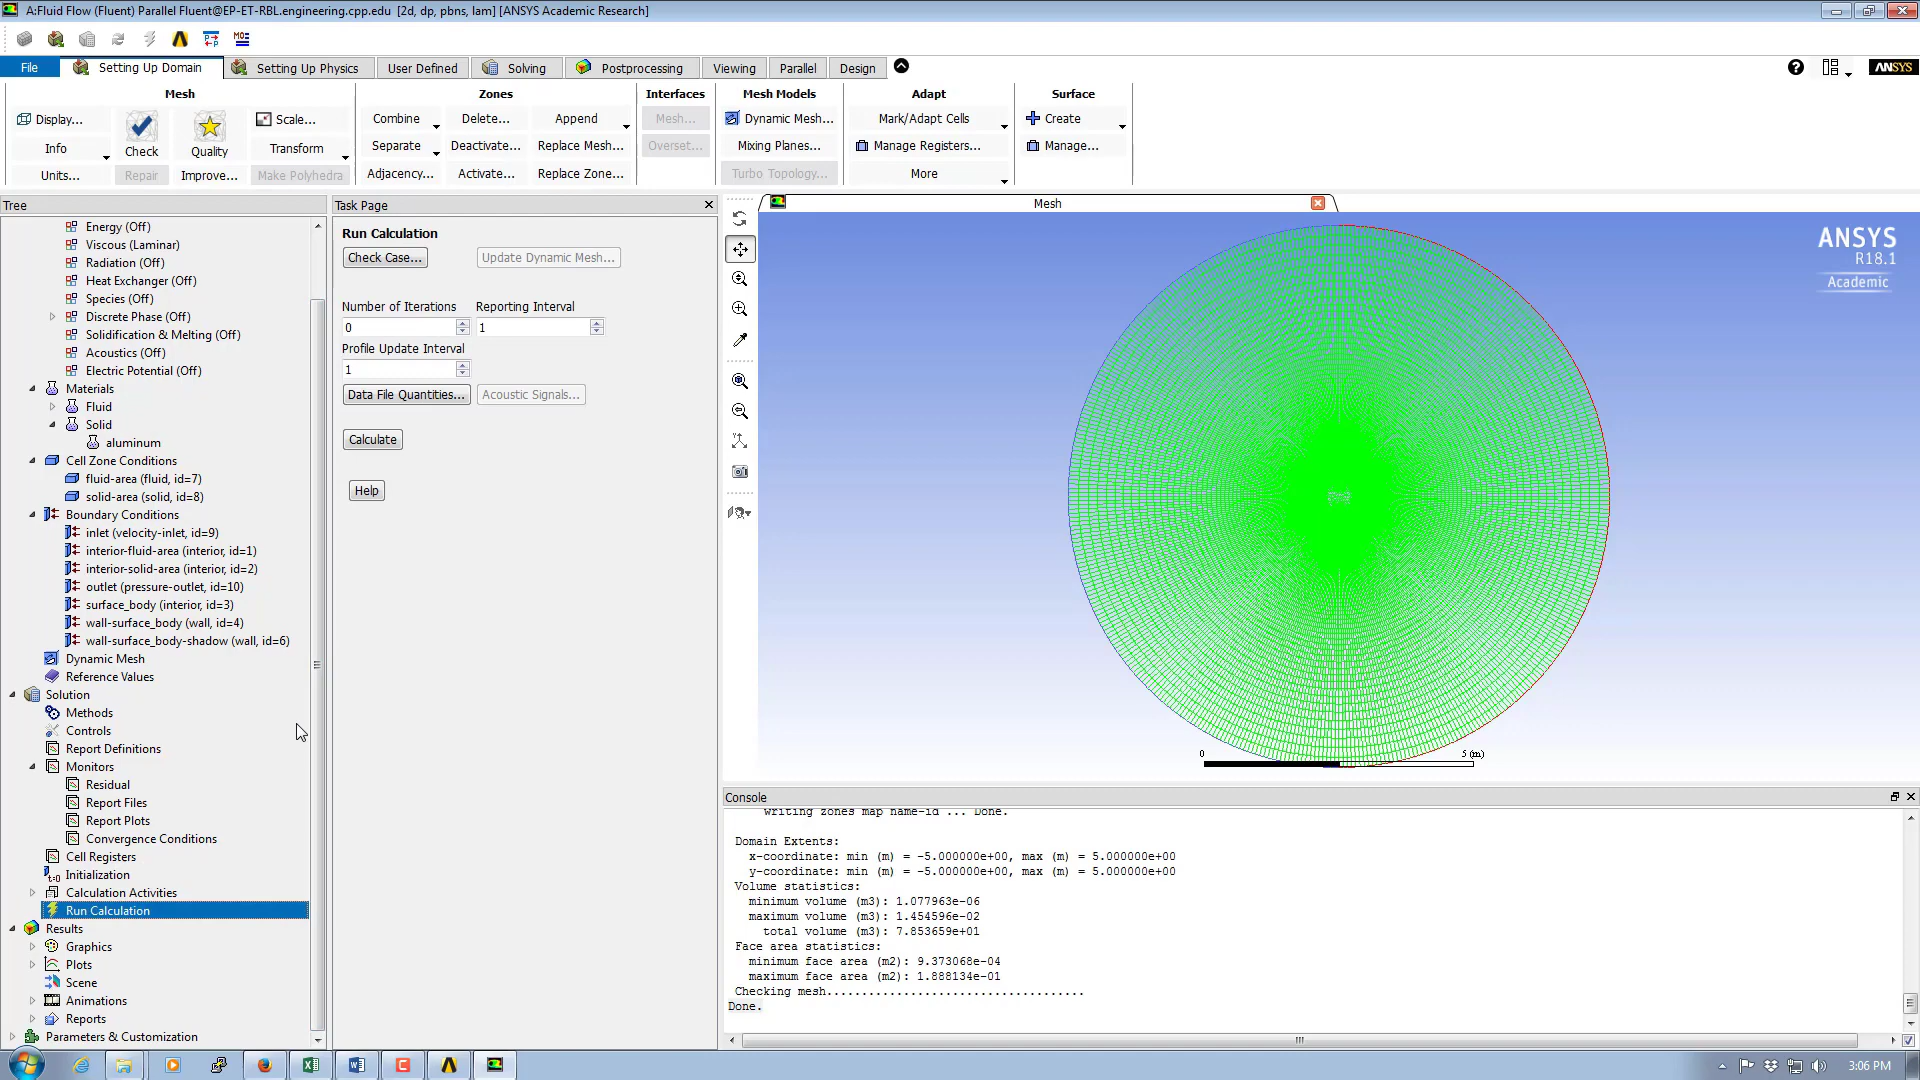 A:Fluid Flow (Fluent) Parallel Fluent@EP-ET-RBL.engineering.cpp.edu [2d, dp, pbns, lam] [ANSYS Academic Research]
File
Setting Up Domain
Setting Up Physics
User Defined
Solving
Postprocessing
Viewing
Parallel
Design
ANSYS
Mesh
Zones
Interfaces
Mesh Models
Adapt
Surface
Display...
Scale...
Combine
Delete...
Append
Mesh...
Dynamic Mesh...
Mark/Adapt Cells
Create
Info
Check
Quality
Transform
Separate
Deactivate...
Replace Mesh...
Overset...
Mixing Planes...
Manage Registers...
Manage...
Units...
Repair
Improve...
Make Polyhedra
Adjacency...
Activate...
Replace Zone...
Turbo Topology...
More
Tree
Energy (Off)
Viscous (Laminar)
Radiation (Off)
Heat Exchanger (Off)
Species (Off)
Discrete Phase (Off)
Solidification & Melting (Off)
Acoustics (Off)
Electric Potential (Off)
Materials
Fluid
Solid
aluminum
Cell Zone Conditions
fluid-area (fluid, id=7)
solid-area (solid, id=8)
Boundary Conditions
inlet (velocity-inlet, id=9)
interior-fluid-area (interior, id=1)
interior-solid-area (interior, id=2)
outlet (pressure-outlet, id=10)
surface_body (interior, id=3)
wall-surface_body (wall, id=4)
wall-surface_body-shadow (wall, id=6)
Dynamic Mesh
Reference Values
Solution
Methods
Controls
Report Definitions
Monitors
Residual
Report Files
Report Plots
Convergence Conditions
Cell Registers
Initialization
Calculation Activities
Run Calculation
Results
Graphics
Plots
Scene
Animations
Reports
Parameters & Customization
Task Page
Run Calculation
Check Case...
Update Dynamic Mesh...
Number of Iterations
Reporting Interval
0
1
Profile Update Interval
1
Data File Quantities...
Acoustic Signals...
Calculate
Help
Mesh
ANSYS
R18.1
Academic
0
5 (m)
Console
writing zones map name-id ... Done.
Domain Extents:
x-coordinate: min (m) = -5.000000e+00, max (m) = 5.000000e+00
y-coordinate: min (m) = -5.000000e+00, max (m) = 5.000000e+00
Volume statistics:
minimum volume (m3): 1.077963e-06
maximum volume (m3): 1.454596e-02
total volume (m3): 7.853659e+01
Face area statistics:
minimum face area (m2): 9.373068e-04
maximum face area (m2): 1.888134e-01
Checking mesh.....................................
Done.
3:06 PM